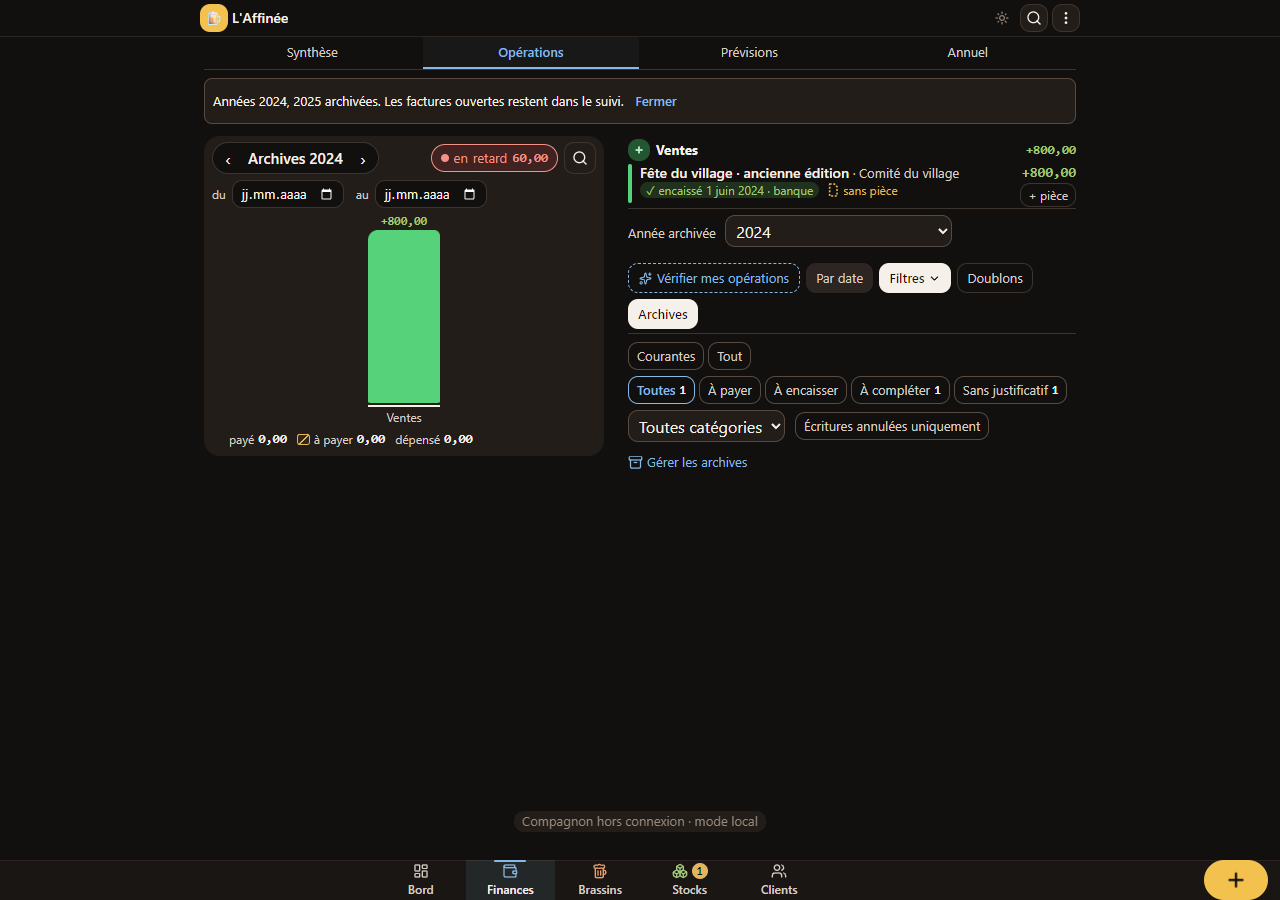 L'Affinée
Synthèse
Opérations
Prévisions
Annuel
Années 2024, 2025 archivées. Les factures ouvertes restent dans le suivi. Fermer
‹ Archives 2024 ›
en retard 60,00
du jj.mm.aaaa au jj.mm.aaaa
+800,00
Ventes
payé 0,00 à payer 0,00 dépensé 0,00
+ Ventes +800,00
Fête du village · ancienne édition · Comité du village +800,00
✓ encaissé 1 juin 2024 · banque sans pièce + pièce
Année archivée 2024
Vérifier mes opérations Par date Filtres Doublons
Archives
Courantes Tout
Toutes 1 À payer À encaisser À compléter 1 Sans justificatif 1
Toutes catégories Écritures annulées uniquement
Gérer les archives
Compagnon hors connexion · mode local
Bord
Finances
Brassins
Stocks 1
Clients
+